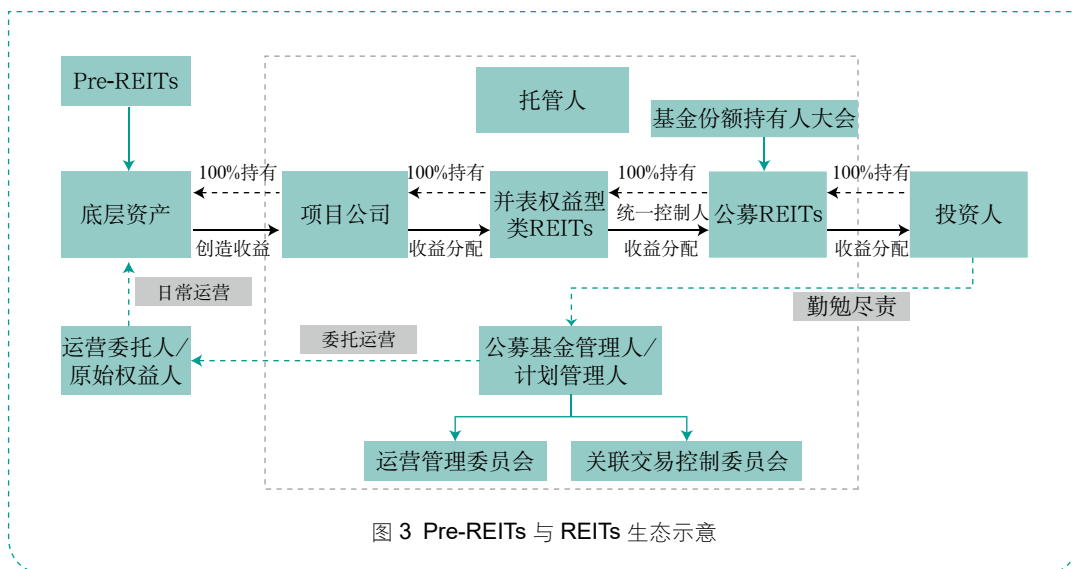 Pre-REITs
托管人
基金份额持有人大会
100%持有
100%持有
100%持有
100%持有
底层资产
项目公司
并表权益型
类REITs
统一控制人
公募REITs
投资人
创造收益
收益分配
收益分配
收益分配
日常运营
勤勉尽责
运营委托人/
原始权益人
委托运营
公募基金管理人/
计划管理人
运营管理委员会
关联交易控制委员会
图 3 Pre-REITs 与 REITs 生态示意